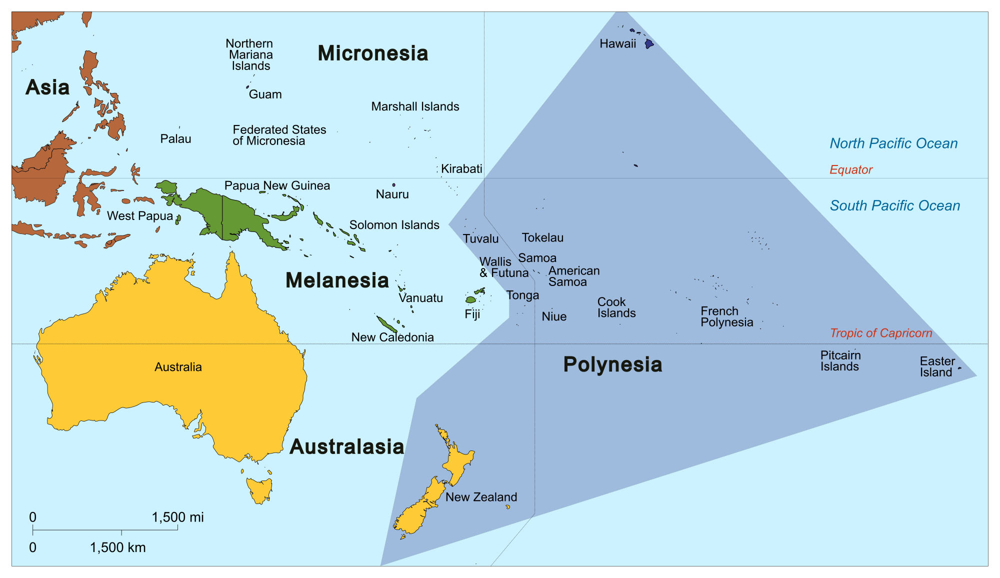 Northern
Mariana
Islands
Micronesia
Hawaii
Asia
Guam
Marshall Islands
Federated States
of Micronesia
Palau
North Pacific Ocean
Kirabati
Equator
Papua New Guinea
Nauru
South Pacific Ocean
West Papua
Solomon Islands
Tuvalu
Tokelau
Samoa
Wallis
& Futuna
American
Samoa
Melanesia
Tonga
Vanuatu
Cook
Islands
Fiji
Niue
French
Polynesia
New Caledonia
Tropic of Capricorn
Pitcairn
Islands
Easter
Island
Polynesia
Australia
Australasia
New Zealand
0
1,500 mi
0
1,500 km